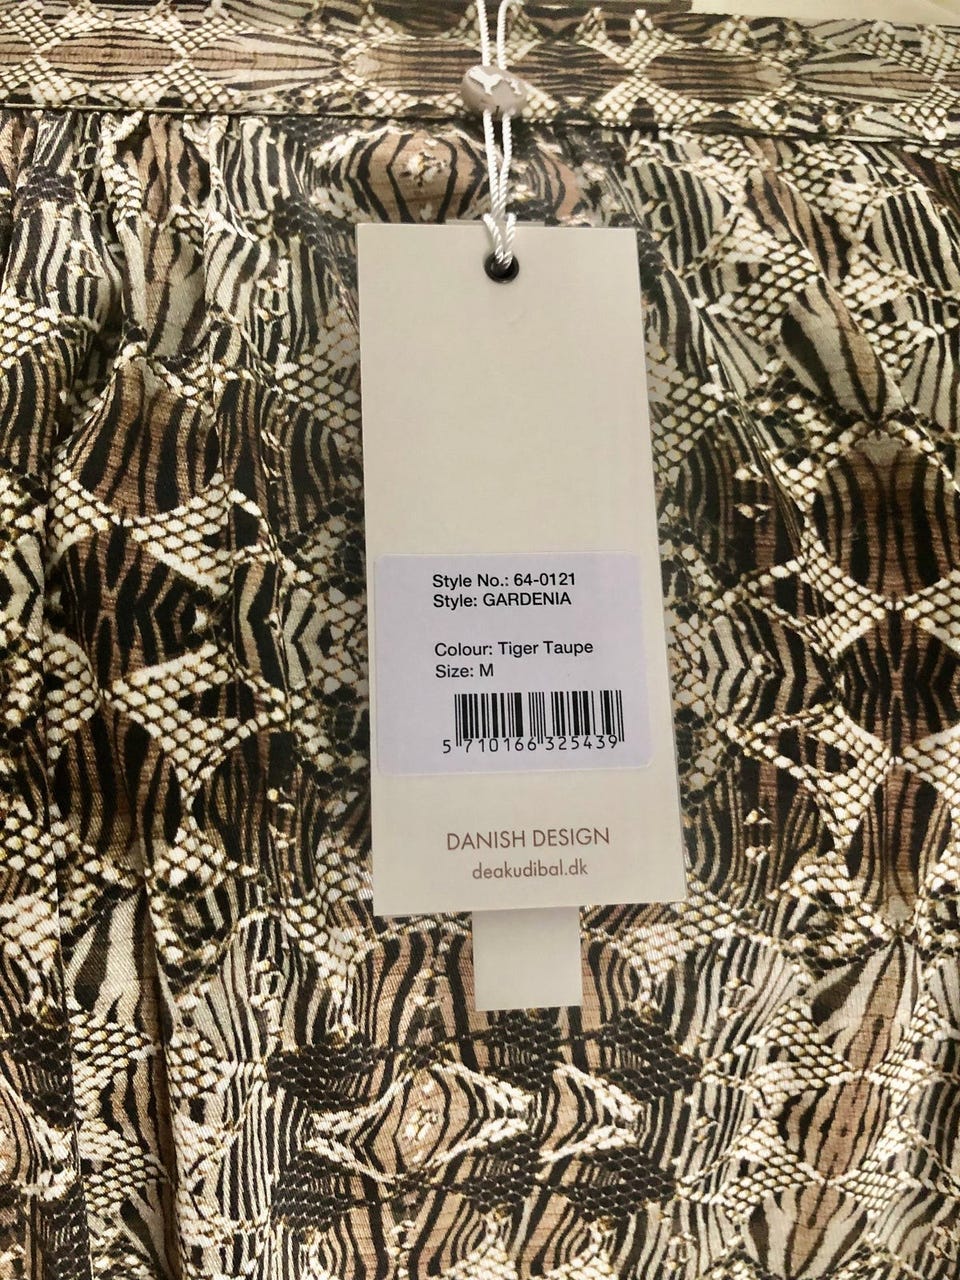 Style No.: 64-0121
Style: GARDENIA
Colour: Tiger Taupe
Size: M
5 710166 325439
DANISH DESIGN
deakudibal.dk